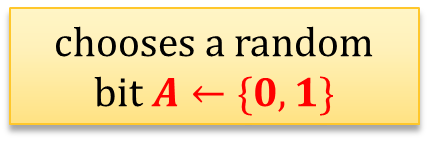 chooses a random
bit A ← {0, 1}